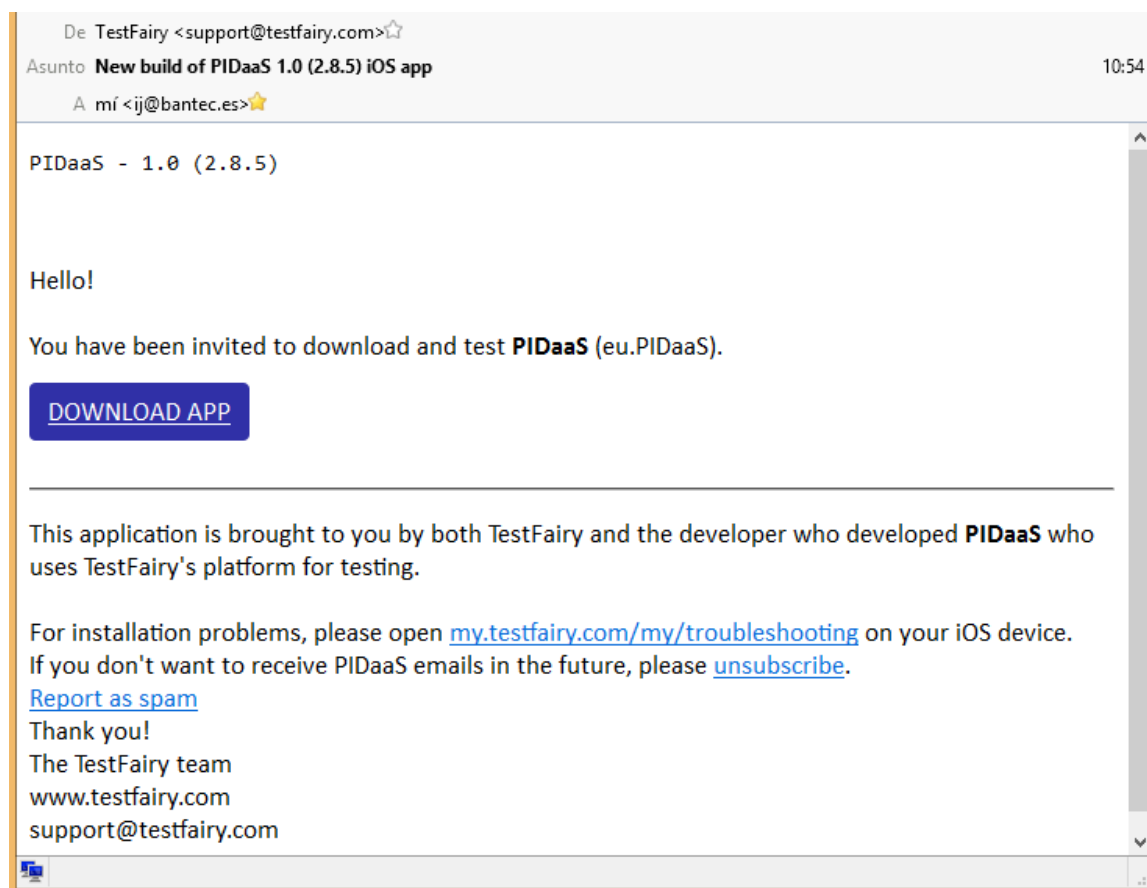 De TestFairy <support@testfairy.com>
Asunto New build of PIDaaS 1.0 (2.8.5) iOS app 10:54
A mí <ij@bantec.es>
PIDaaS - 1.0 (2.8.5)
Hello!
You have been invited to download and test PIDaaS (eu.PIDaaS).
DOWNLOAD APP
This application is brought to you by both TestFairy and the developer who developed PIDaaS who
uses TestFairy's platform for testing.
For installation problems, please open my.testfairy.com/my/troubleshooting on your iOS device.
If you don't want to receive PIDaaS emails in the future, please unsubscribe.
Report as spam
Thank you!
The TestFairy team
www.testfairy.com
support@testfairy.com